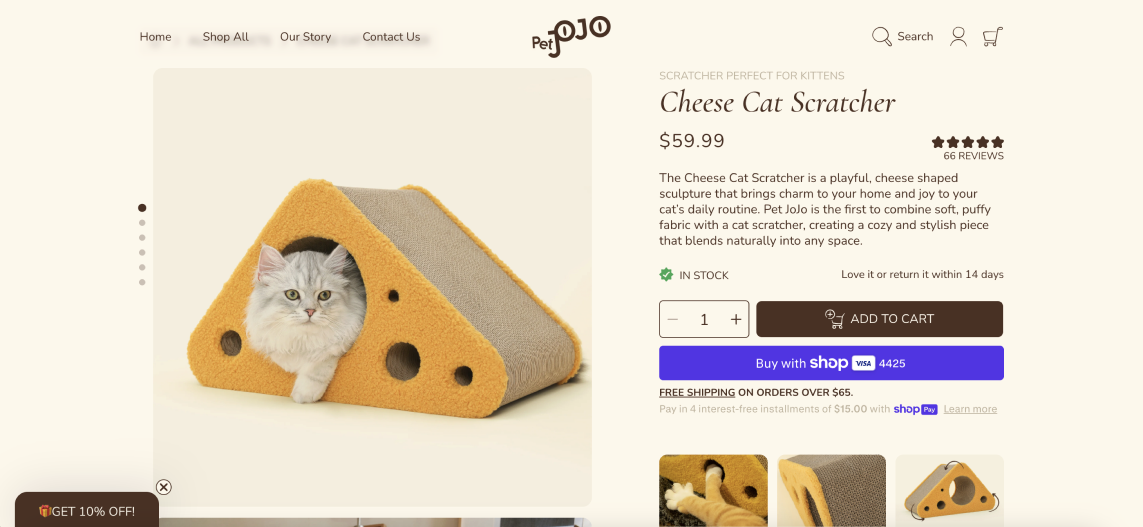 Home
Shop All
Our Story
Contact Us
Pet JOJO
Search
SCRATCHER PERFECT FOR KITTENS
Cheese Cat Scratcher
$59.99
66 REVIEWS
The Cheese Cat Scratcher is a playful, cheese shaped
sculpture that brings charm to your home and joy to your
cat's daily routine. Pet JoJo is the first to combine soft, puffy
fabric with a cat scratcher, creating a cozy and stylish piece
that blends naturally into any space.
IN STOCK
Love it or return it within 14 days
1
ADD TO CART
Buy with shop VISA 4425
FREE SHIPPING ON ORDERS OVER $65.
Pay in 4 interest-free installments of $15.00 with shop Pay Learn more
GET 10% OFF!